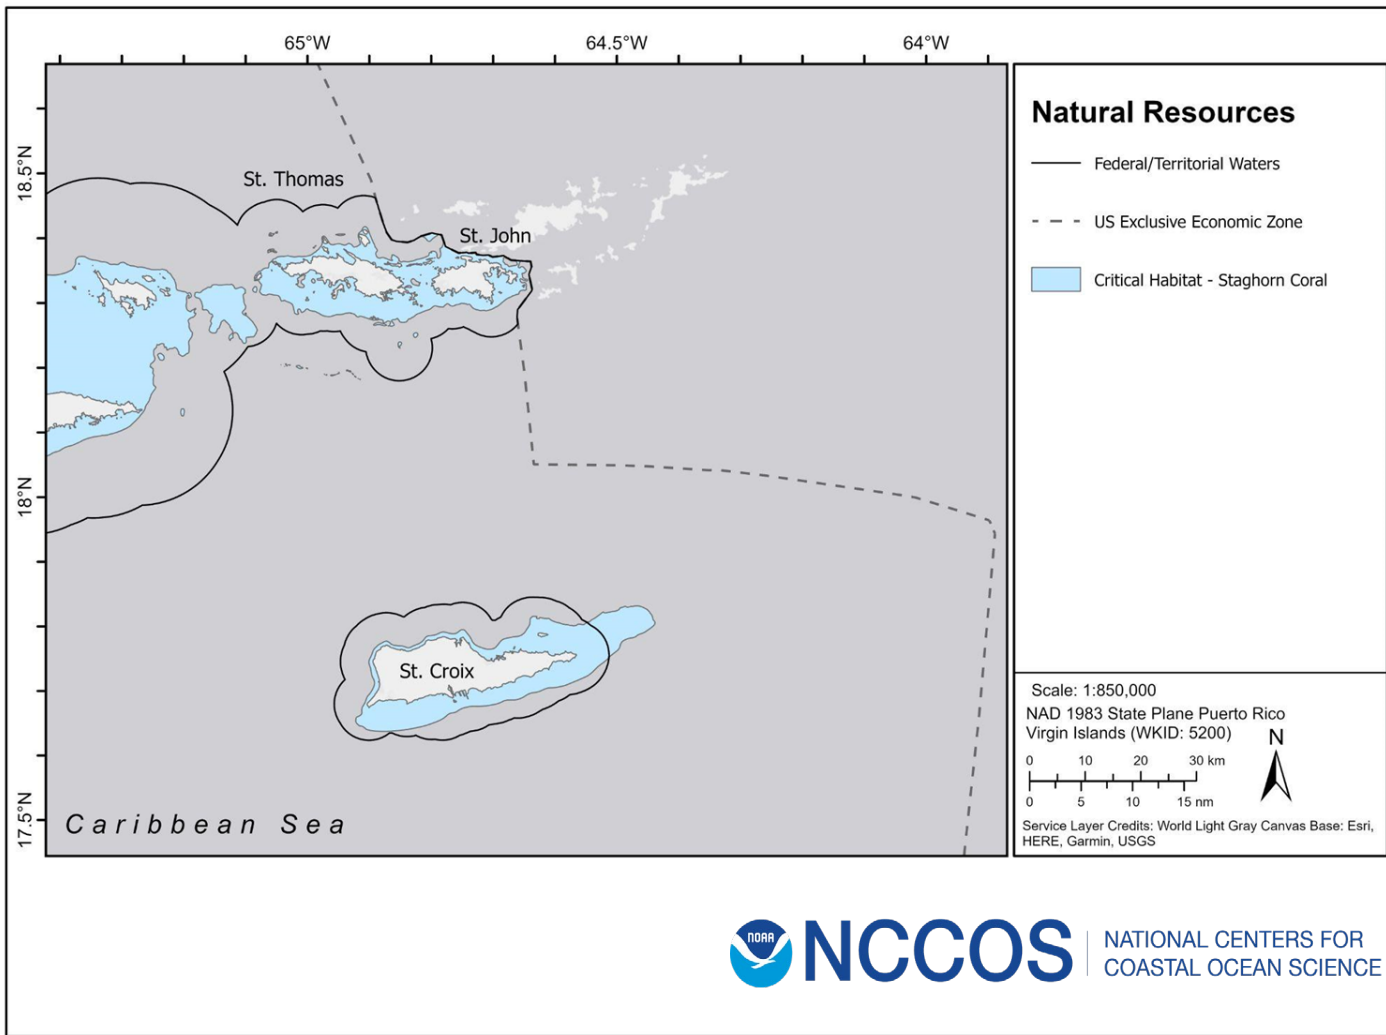 65°W
64.5°W
64°W
18.5°N
18°N
17.5°N
St. Thomas
St. John
St. Croix
Caribbean Sea
Natural Resources
Federal/Territorial Waters
US Exclusive Economic Zone
Critical Habitat - Staghorn Coral
Scale: 1:850,000
NAD 1983 State Plane Puerto Rico
Virgin Islands (WKID: 5200)
N
0 10 20 30 km
0 5 10 15 nm
Service Layer Credits: World Light Gray Canvas Base: Esri,
HERE, Garmin, USGS
NOAA
NCCOS
NATIONAL CENTERS FOR
COASTAL OCEAN SCIENCE